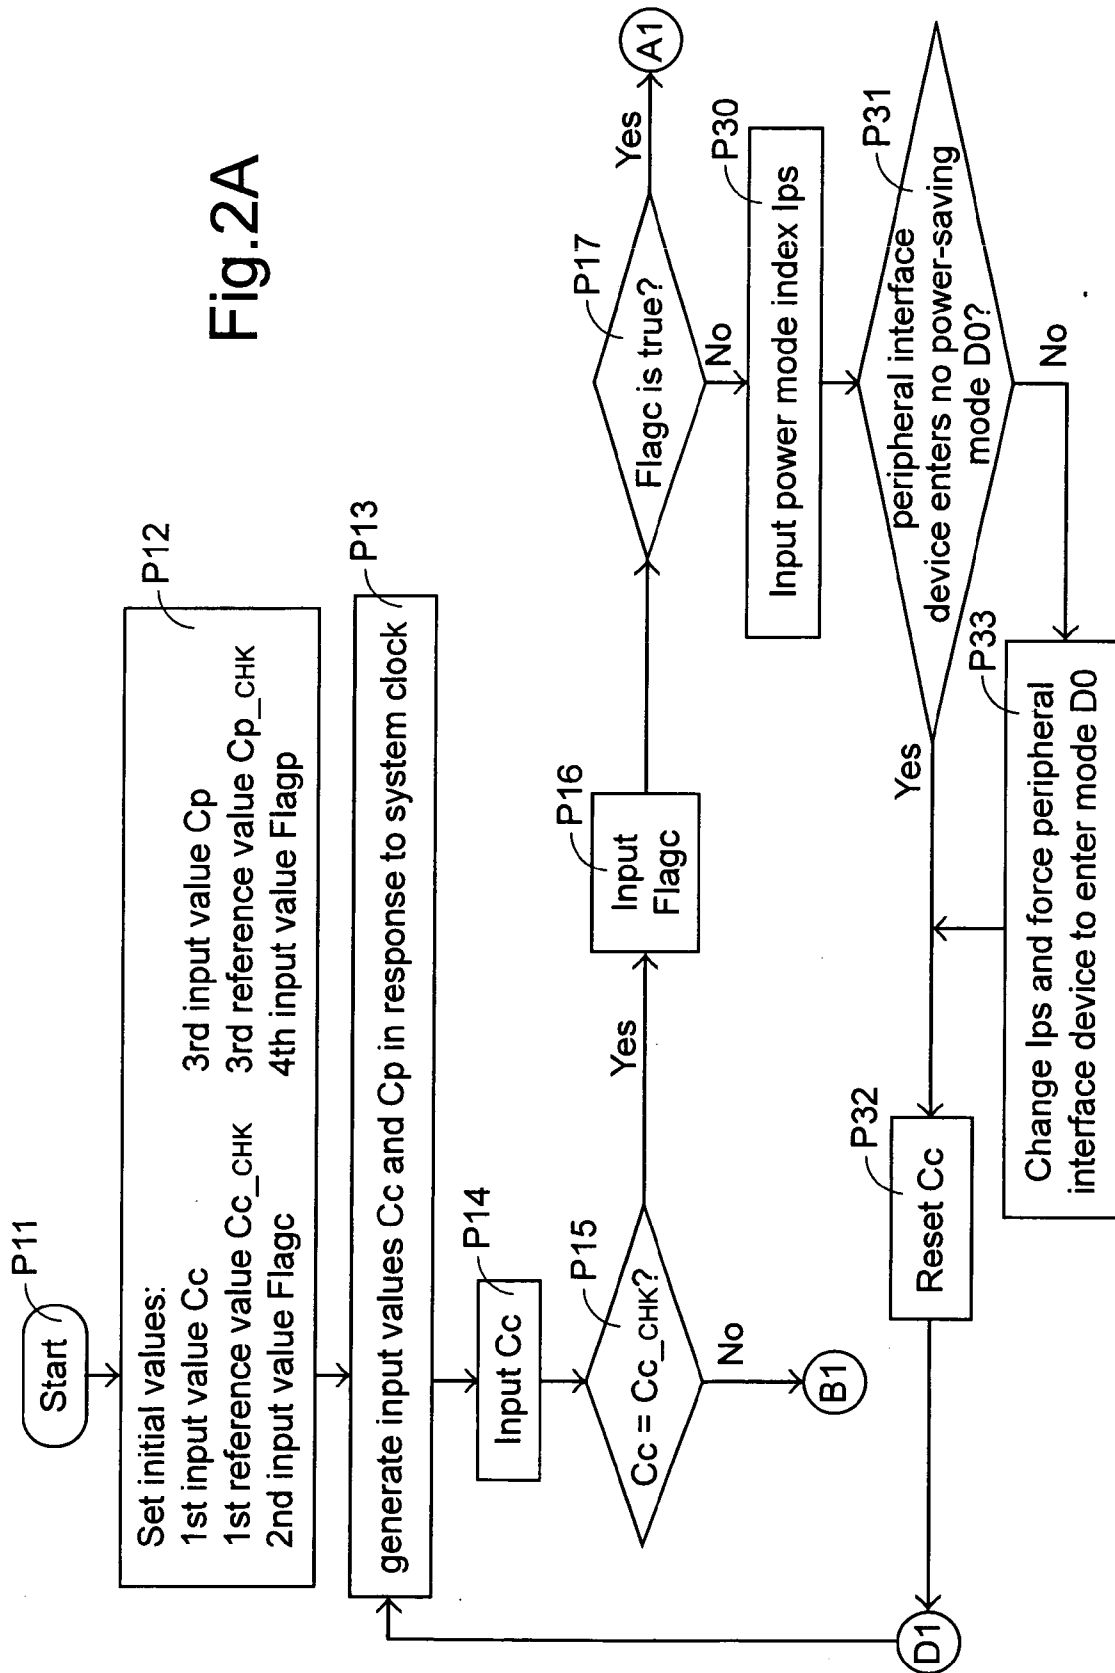 Fig.2A
Start
P11
Set initial values:
1st input value Cc
1st reference value Cc_CHK
2nd input value Flagc
3rd input value Cp
3rd reference value Cp_CHK
4th input value Flagp
P12
generate input values Cc and Cp in response to system clock
P13
Input Cc
P14
Cc = Cc_CHK?
P15
Yes
No
B1
Input
Flagc
P16
Flagc is true?
P17
Yes
A1
No
Input power mode index Ips
P30
peripheral interface
device enters no power-saving
mode D0?
P31
Yes
No
Reset Cc
P32
Change Ips and force peripheral
interface device to enter mode D0
P33
D1